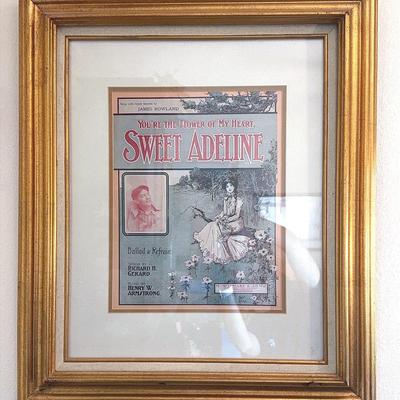 JAMES ROWLAND
YOU'RE THE FLOWER OF MY HEART,
SWEET ADELINE
Ballad & Refrain
RICHARD H.
GERARD
HENRY W.
ARMSTRONG